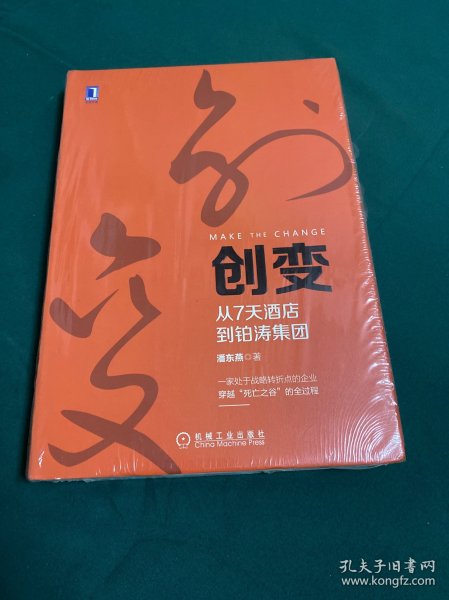 创变
MAKE THE CHANGE
创变
从7天酒店
到铂涛集团
潘东燕◎著
一家处于战略转折点的企业
穿越“死亡之谷”的全过程
机械工业出版社
China Machine Press
孔夫子旧书网
www.kongfz.com